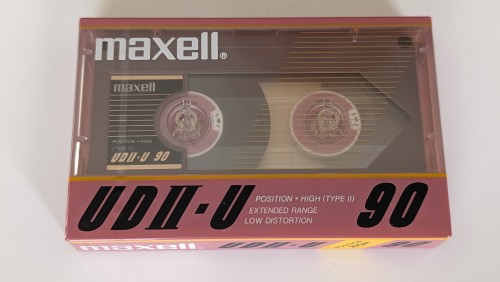 maxell®
maxell
POSITION • HIGH
(TYPE II)
UDII-U 90
UDII•U
POSITION • HIGH (TYPE II)
EXTENDED RANGE
LOW DISTORTION
90
maxell
UDII-U
90